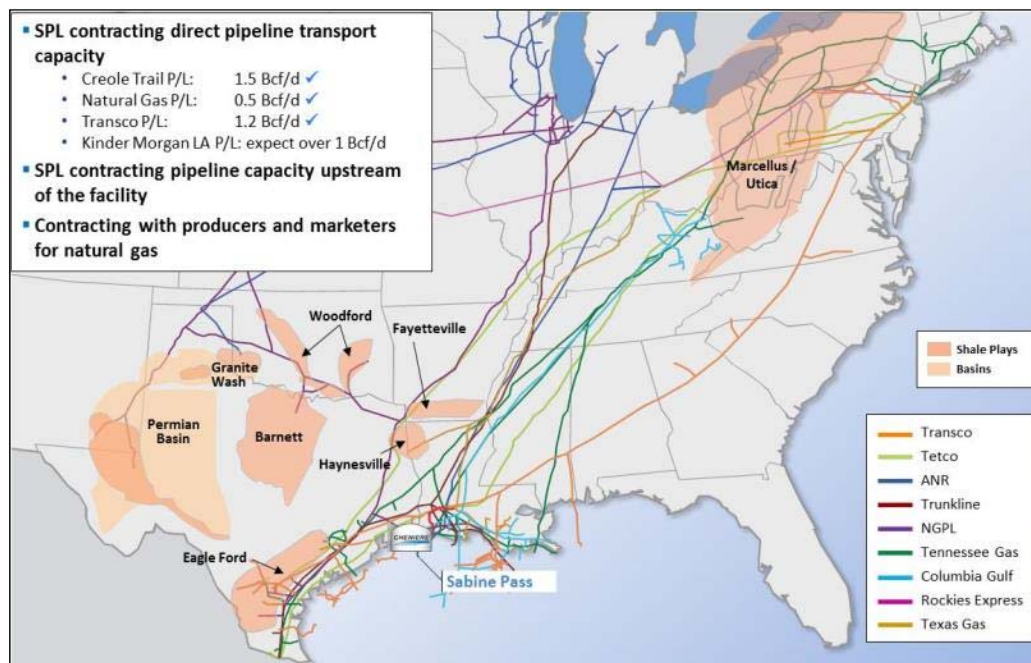 SPL contracting direct pipeline transport
capacity
Creole Trail P/L: 1.5 Bcf/d ✓
Natural Gas P/L: 0.5 Bcf/d ✓
Transco P/L: 1.2 Bcf/d ✓
Kinder Morgan LA P/L: expect over 1 Bcf/d
SPL contracting pipeline capacity upstream
of the facility
Contracting with producers and marketers
for natural gas
Marcellus /
Utica
Woodford
Fayetteville
Granite
Wash
Permian
Basin
Barnett
Haynesville
Eagle Ford
CHENIERE
Sabine Pass
Shale Plays
Basins
Transco
Tetco
ANR
Trunkline
NGPL
Tennessee Gas
Columbia Gulf
Rockies Express
Texas Gas